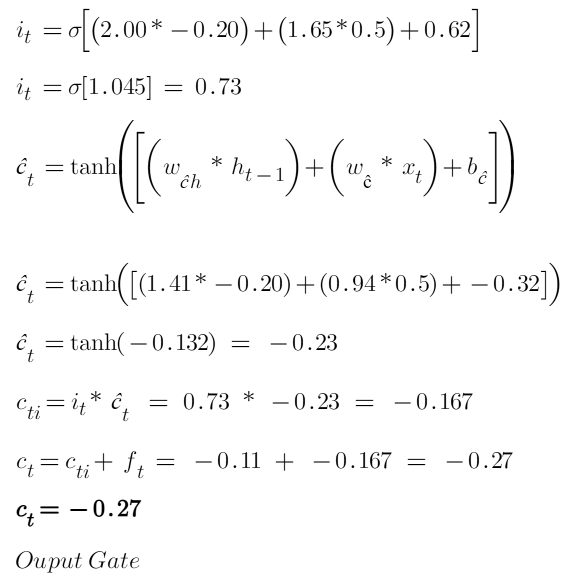 i_t = σ[(2.00* −0.20)+(1.65*0.5)+0.62]
i_t = σ[1.045] = 0.73
ĉ_t = tanh([(w_ĉh * h_t−1)+(w_ĉ * x_t)+b_ĉ])
ĉ_t = tanh([(1.41* −0.20)+(0.94*0.5)+ −0.32])
ĉ_t = tanh(−0.132) = −0.23
c_ti = i_t* ĉ_t = 0.73 * −0.23 = −0.167
c_t = c_ti + f_t = −0.11 + −0.167 = −0.27
c_t = −0.27
Ouput Gate